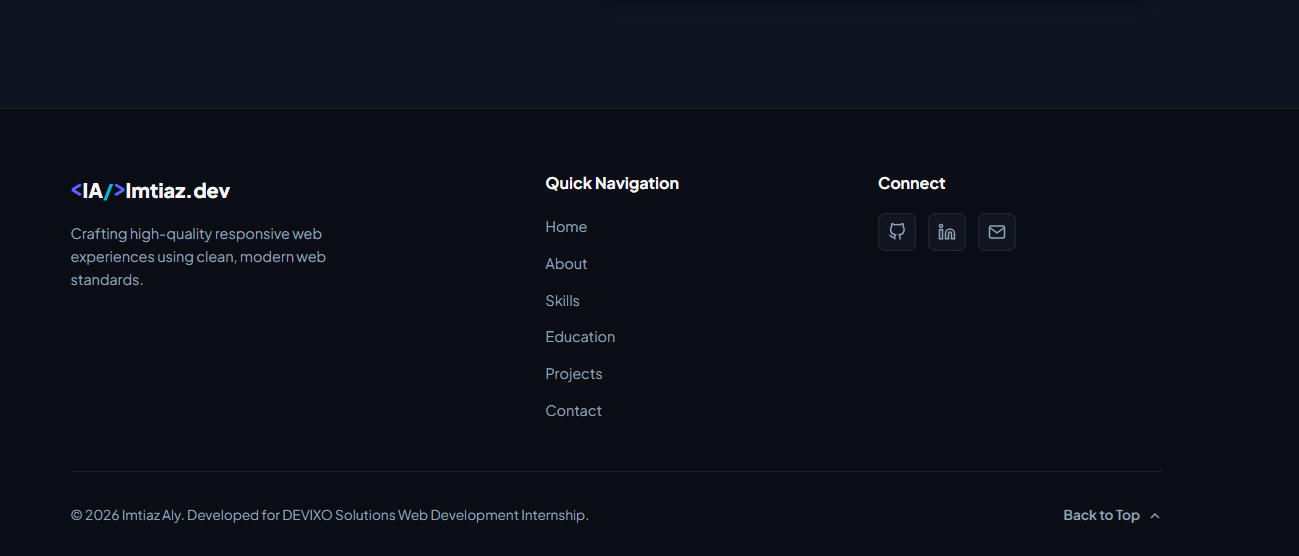 <IA/>Imtiaz.dev
Crafting high-quality responsive web
experiences using clean, modern web
standards.
Quick Navigation
Home
About
Skills
Education
Projects
Contact
Connect
© 2026 Imtiaz Aly. Developed for DEVIXO Solutions Web Development Internship.
Back to Top